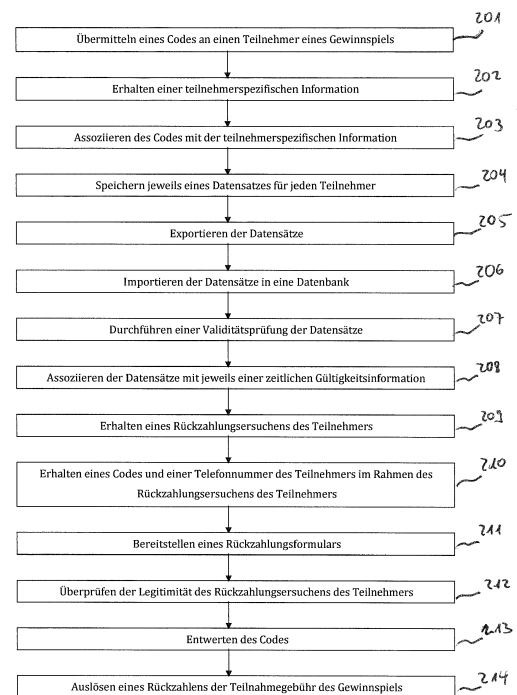 201
Übermitteln eines Codes an einen Teilnehmer eines Gewinnspiels
202
Erhalten einer teilnehmerspezifischen Information
203
Assoziieren des Codes mit der teilnehmerspezifischen Information
204
Speichern jeweils eines Datensatzes für jeden Teilnehmer
205
Exportieren der Datensätze
206
Importieren der Datensätze in eine Datenbank
207
Durchführen einer Validitätsprüfung der Datensätze
208
Assoziieren der Datensätze mit jeweils einer zeitlichen Gültigkeitsinformation
209
Erhalten eines Rückzahlungsersuchens des Teilnehmers
210
Erhalten eines Codes und einer Telefonnummer des Teilnehmers im Rahmen des
Rückzahlungsersuchens des Teilnehmers
211
Bereitstellen eines Rückzahlungsformulars
212
Überprüfen der Legitimität des Rückzahlungsersuchens des Teilnehmers
213
Entwerten des Codes
214
Auslösen eines Rückzahlens der Teilnahmegebühr des Gewinnspiels